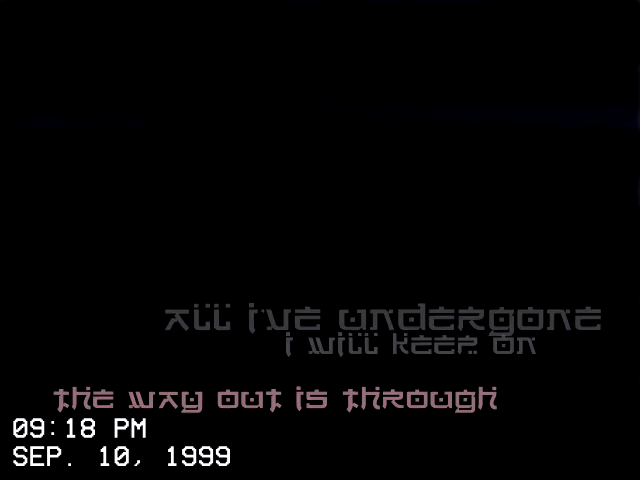 all i've undergone
i will keep on
the way out is through
09:18 PM
SEP. 10, 1999